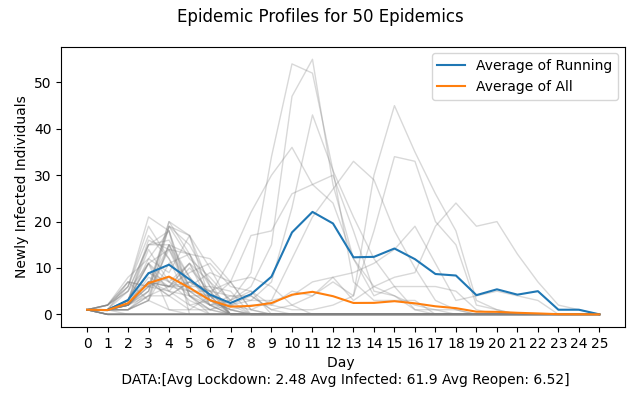 Epidemic Profiles for 50 Epidemics
Newly Infected Individuals
50
40
30
20
10
0
Average of Running
Average of All
0 1 2 3 4 5 6 7 8 9 10 11 12 13 14 15 16 17 18 19 20 21 22 23 24 25
Day
DATA:[Avg Lockdown: 2.48 Avg Infected: 61.9 Avg Reopen: 6.52]